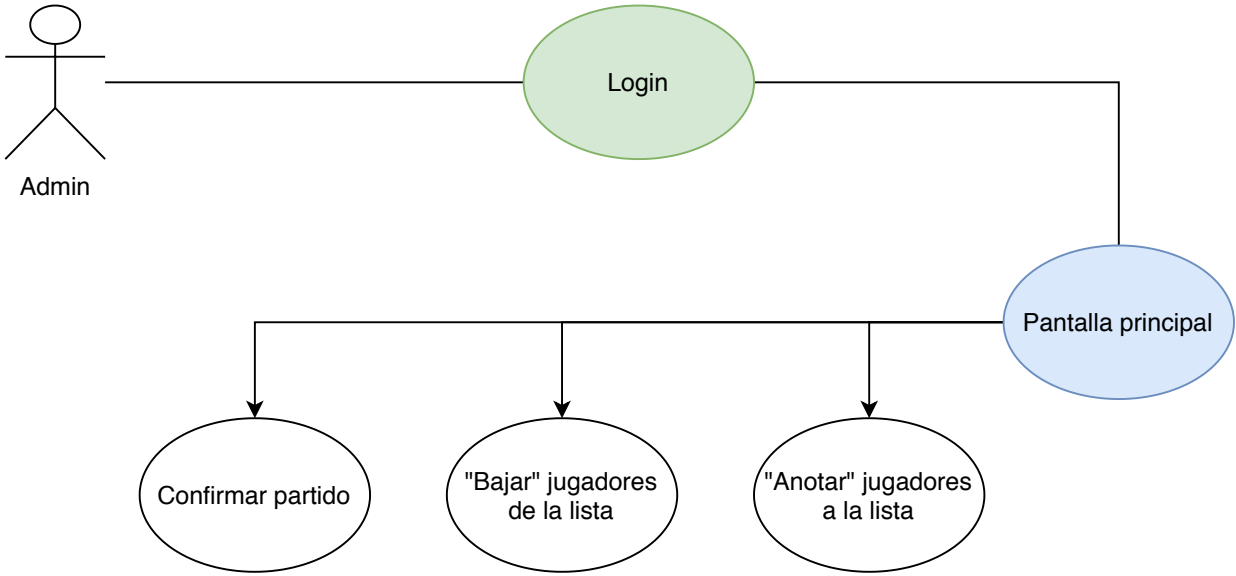 Login
Admin
Pantalla principal
Confirmar partido
"Bajar" jugadores
de la lista
"Anotar" jugadores
a la lista